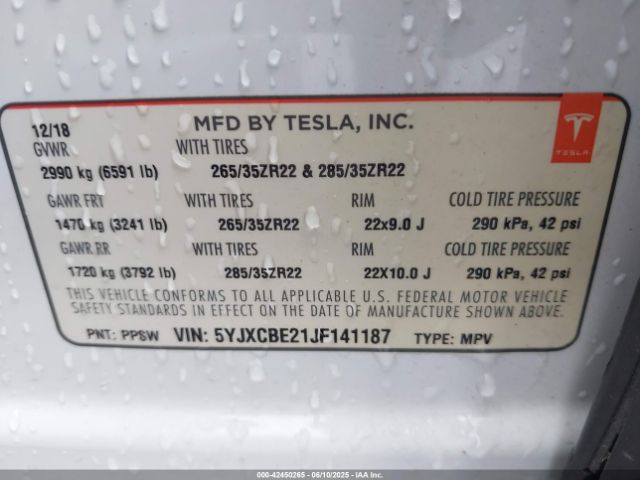 12/18 MFD BY TESLA, INC.
GVWR WITH TIRES
TESLA
2990 kg (6591 lb) 265/35ZR22 & 285/35ZR22
GAWR FRT WITH TIRES RIM COLD TIRE PRESSURE
1470 kg (3241 lb) 265/35ZR22 22x9.0 J 290 kPa, 42 psi
GAWR RR WITH TIRES RIM COLD TIRE PRESSURE
1720 kg (3792 lb) 285/35ZR22 22X10.0 J 290 kPa, 42 psi
THIS VEHICLE CONFORMS TO ALL APPLICABLE U.S. FEDERAL MOTOR VEHICLE
SAFETY STANDARDS IN EFFECT ON THE DATE OF MANUFACTURE SHOWN ABOVE.
PNT: PPSW VIN: 5YJXCBE21JF141187 TYPE: MPV
00-42450265 - 06/10/2025 - IAA Inc.